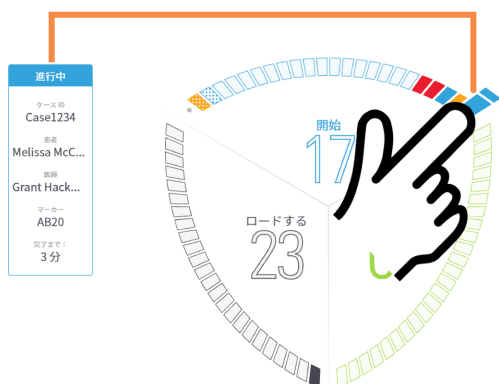 進行中
ケース ID
Case1234
患者
Melissa McC...
医師
Grant Hack...
マーカー
AB20
完了まで：
3 分
開始
17
ロードする
23